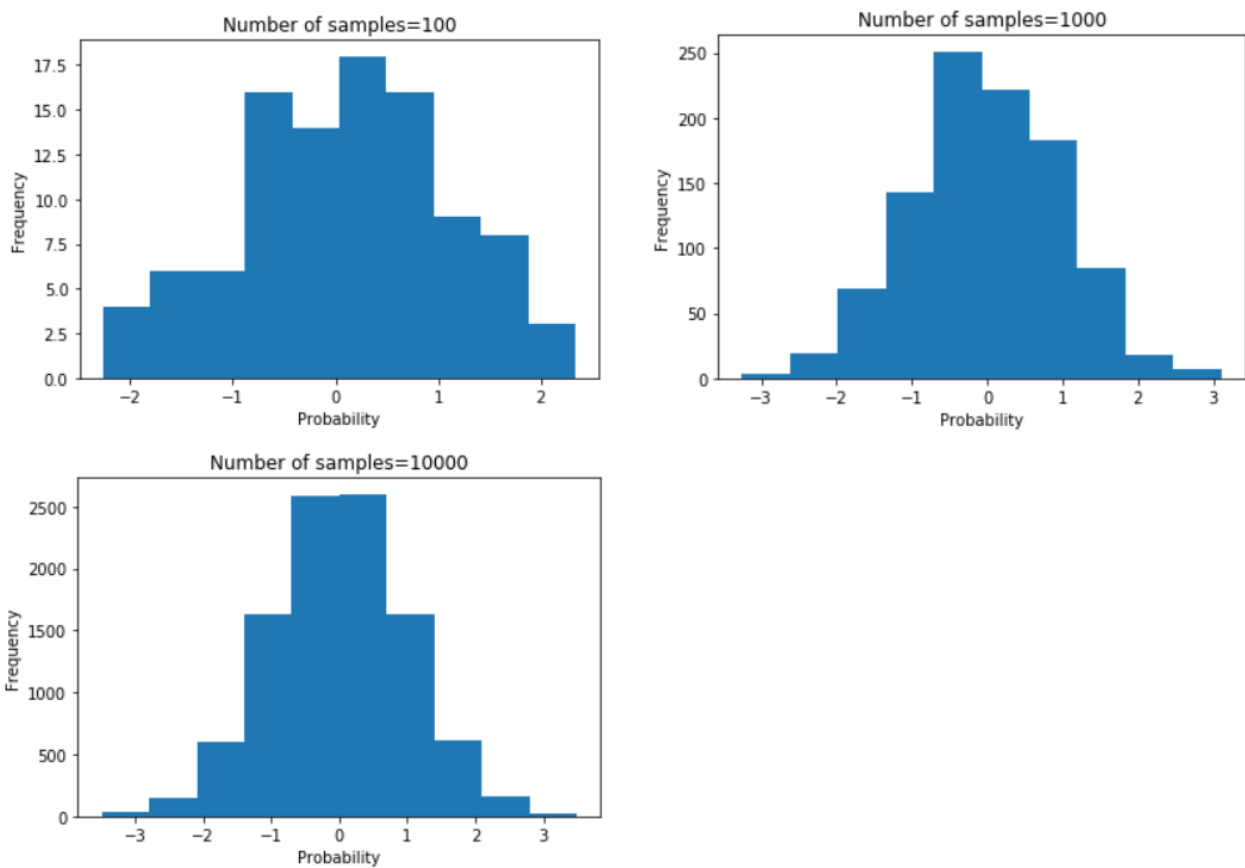 Number of samples=100
17.5
15.0
12.5
10.0
7.5
5.0
2.5
0.0
Frequency
−2 −1 0 1 2
Probability
Number of samples=1000
250
200
150
100
50
0
Frequency
−3 −2 −1 0 1 2 3
Probability
Number of samples=10000
2500
2000
1500
1000
500
0
Frequency
−3 −2 −1 0 1 2 3
Probability